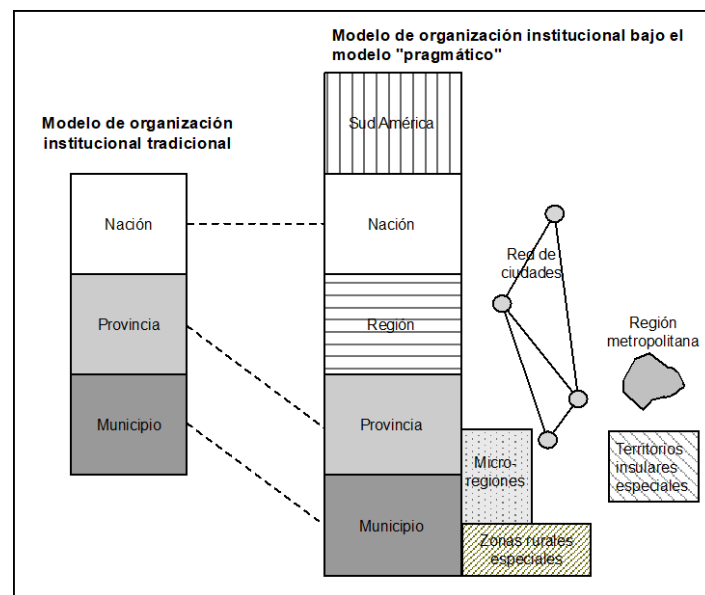 Modelo de organización institucional bajo el
modelo "pragmático"
Modelo de organización
institucional tradicional
Nación
Provincia
Municipio
Sud América
Nación
Región
Provincia
Municipio
Micro-
regiones
Zonas rurales
especiales
Red de
ciudades
Región
metropolitana
Territorios
insulares
especiales